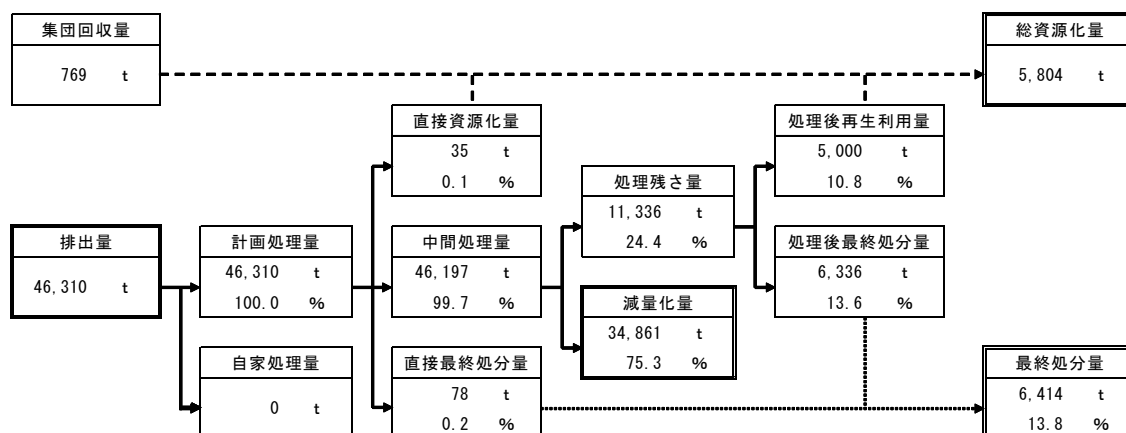 集団回収量
769 t
総資源化量
5,804 t
直接資源化量
35 t
0.1 %
処理後再生利用量
5,000 t
10.8 %
処理残さ量
11,336 t
24.4 %
排出量
46,310 t
計画処理量
46,310 t
100.0 %
中間処理量
46,197 t
99.7 %
処理後最終処分量
6,336 t
13.6 %
減量化量
34,861 t
75.3 %
自家処理量
0 t
直接最終処分量
78 t
0.2 %
最終処分量
6,414 t
13.8 %